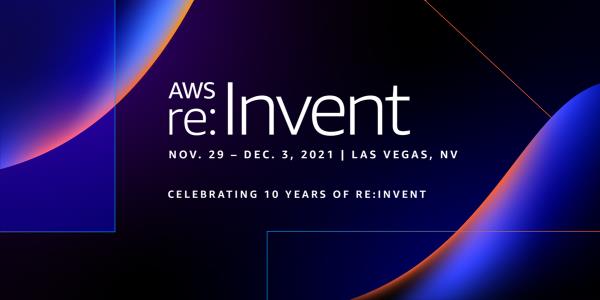 AWS
re:Invent
NOV. 29 – DEC. 3, 2021 | LAS VEGAS, NV
CELEBRATING 10 YEARS OF RE:INVENT